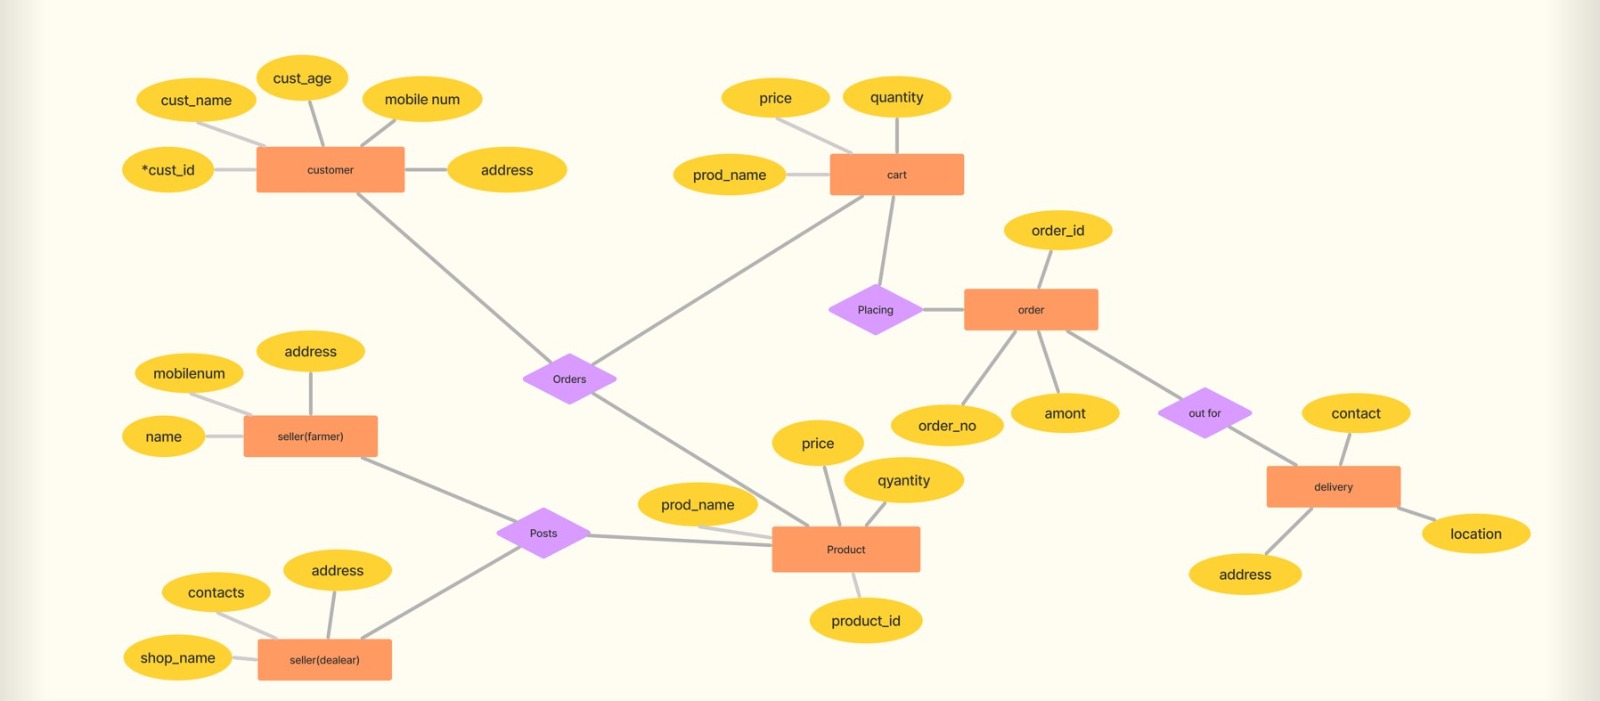 cust_age
cust_name
mobile num
*cust_id
customer
address
price
quantity
prod_name
cart
order_id
Placing
order
address
mobilenum
name
seller(farmer)
Orders
order_no
amont
out for
contact
price
qyantity
prod_name
delivery
location
Posts
Product
address
contacts
address
product_id
shop_name
seller(dealear)